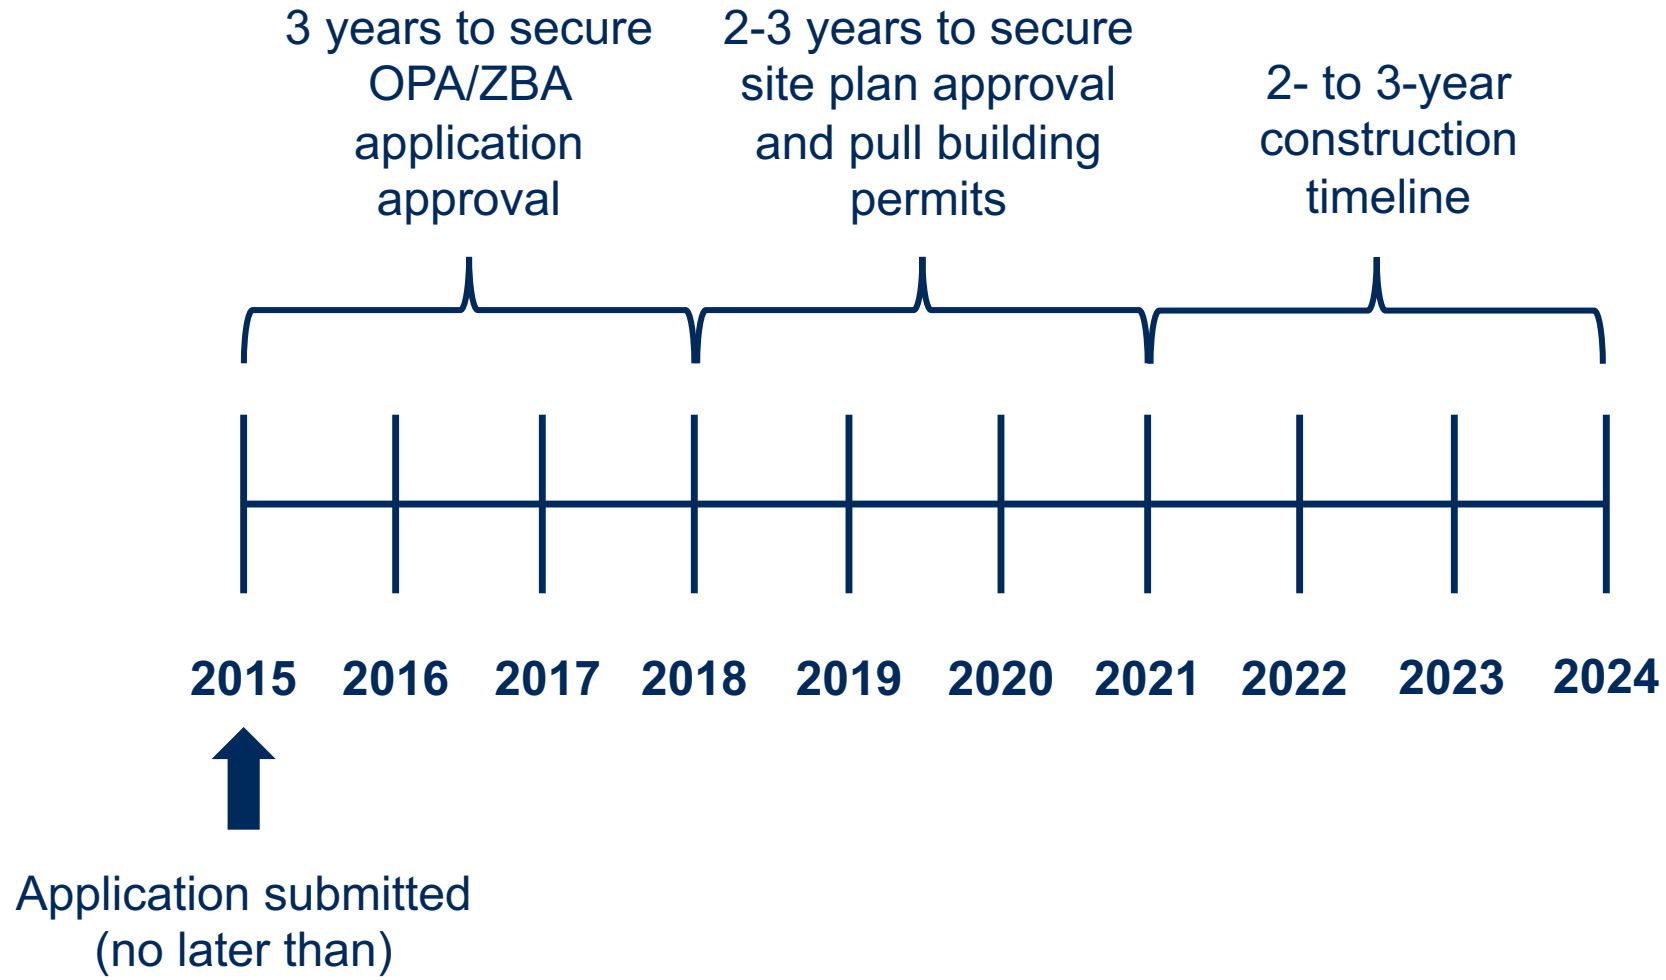 3 years to secure
OPA/ZBA
application
approval
2-3 years to secure
site plan approval
and pull building
permits
2- to 3-year
construction
timeline
2015 2016 2017 2018 2019 2020 2021 2022 2023 2024
Application submitted
(no later than)